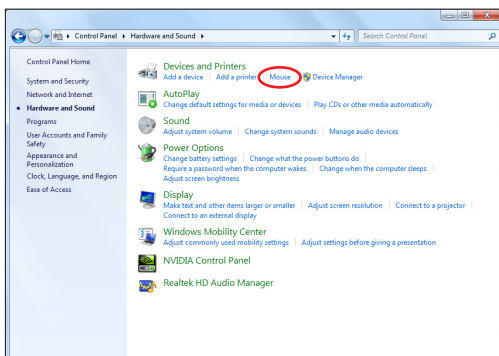 Control Panel ▸ Hardware and Sound ▸
Search Control Panel
Control Panel Home
System and Security
Network and Internet
Hardware and Sound
Programs
User Accounts and Family
Safety
Appearance and
Personalization
Clock, Language, and Region
Ease of Access
Devices and Printers
Add a device | Add a printer | Mouse | Device Manager
AutoPlay
Change default settings for media or devices | Play CDs or other media automatically
Sound
Adjust system volume | Change system sounds | Manage audio devices
Power Options
Change battery settings | Change what the power buttons do |
Require a password when the computer wakes | Change when the computer sleeps |
Adjust screen brightness
Display
Make text and other items larger or smaller | Adjust screen resolution | Connect to a projector |
Connect to an external display
Windows Mobility Center
Adjust commonly used mobility settings | Adjust settings before giving a presentation
NVIDIA Control Panel
Realtek HD Audio Manager